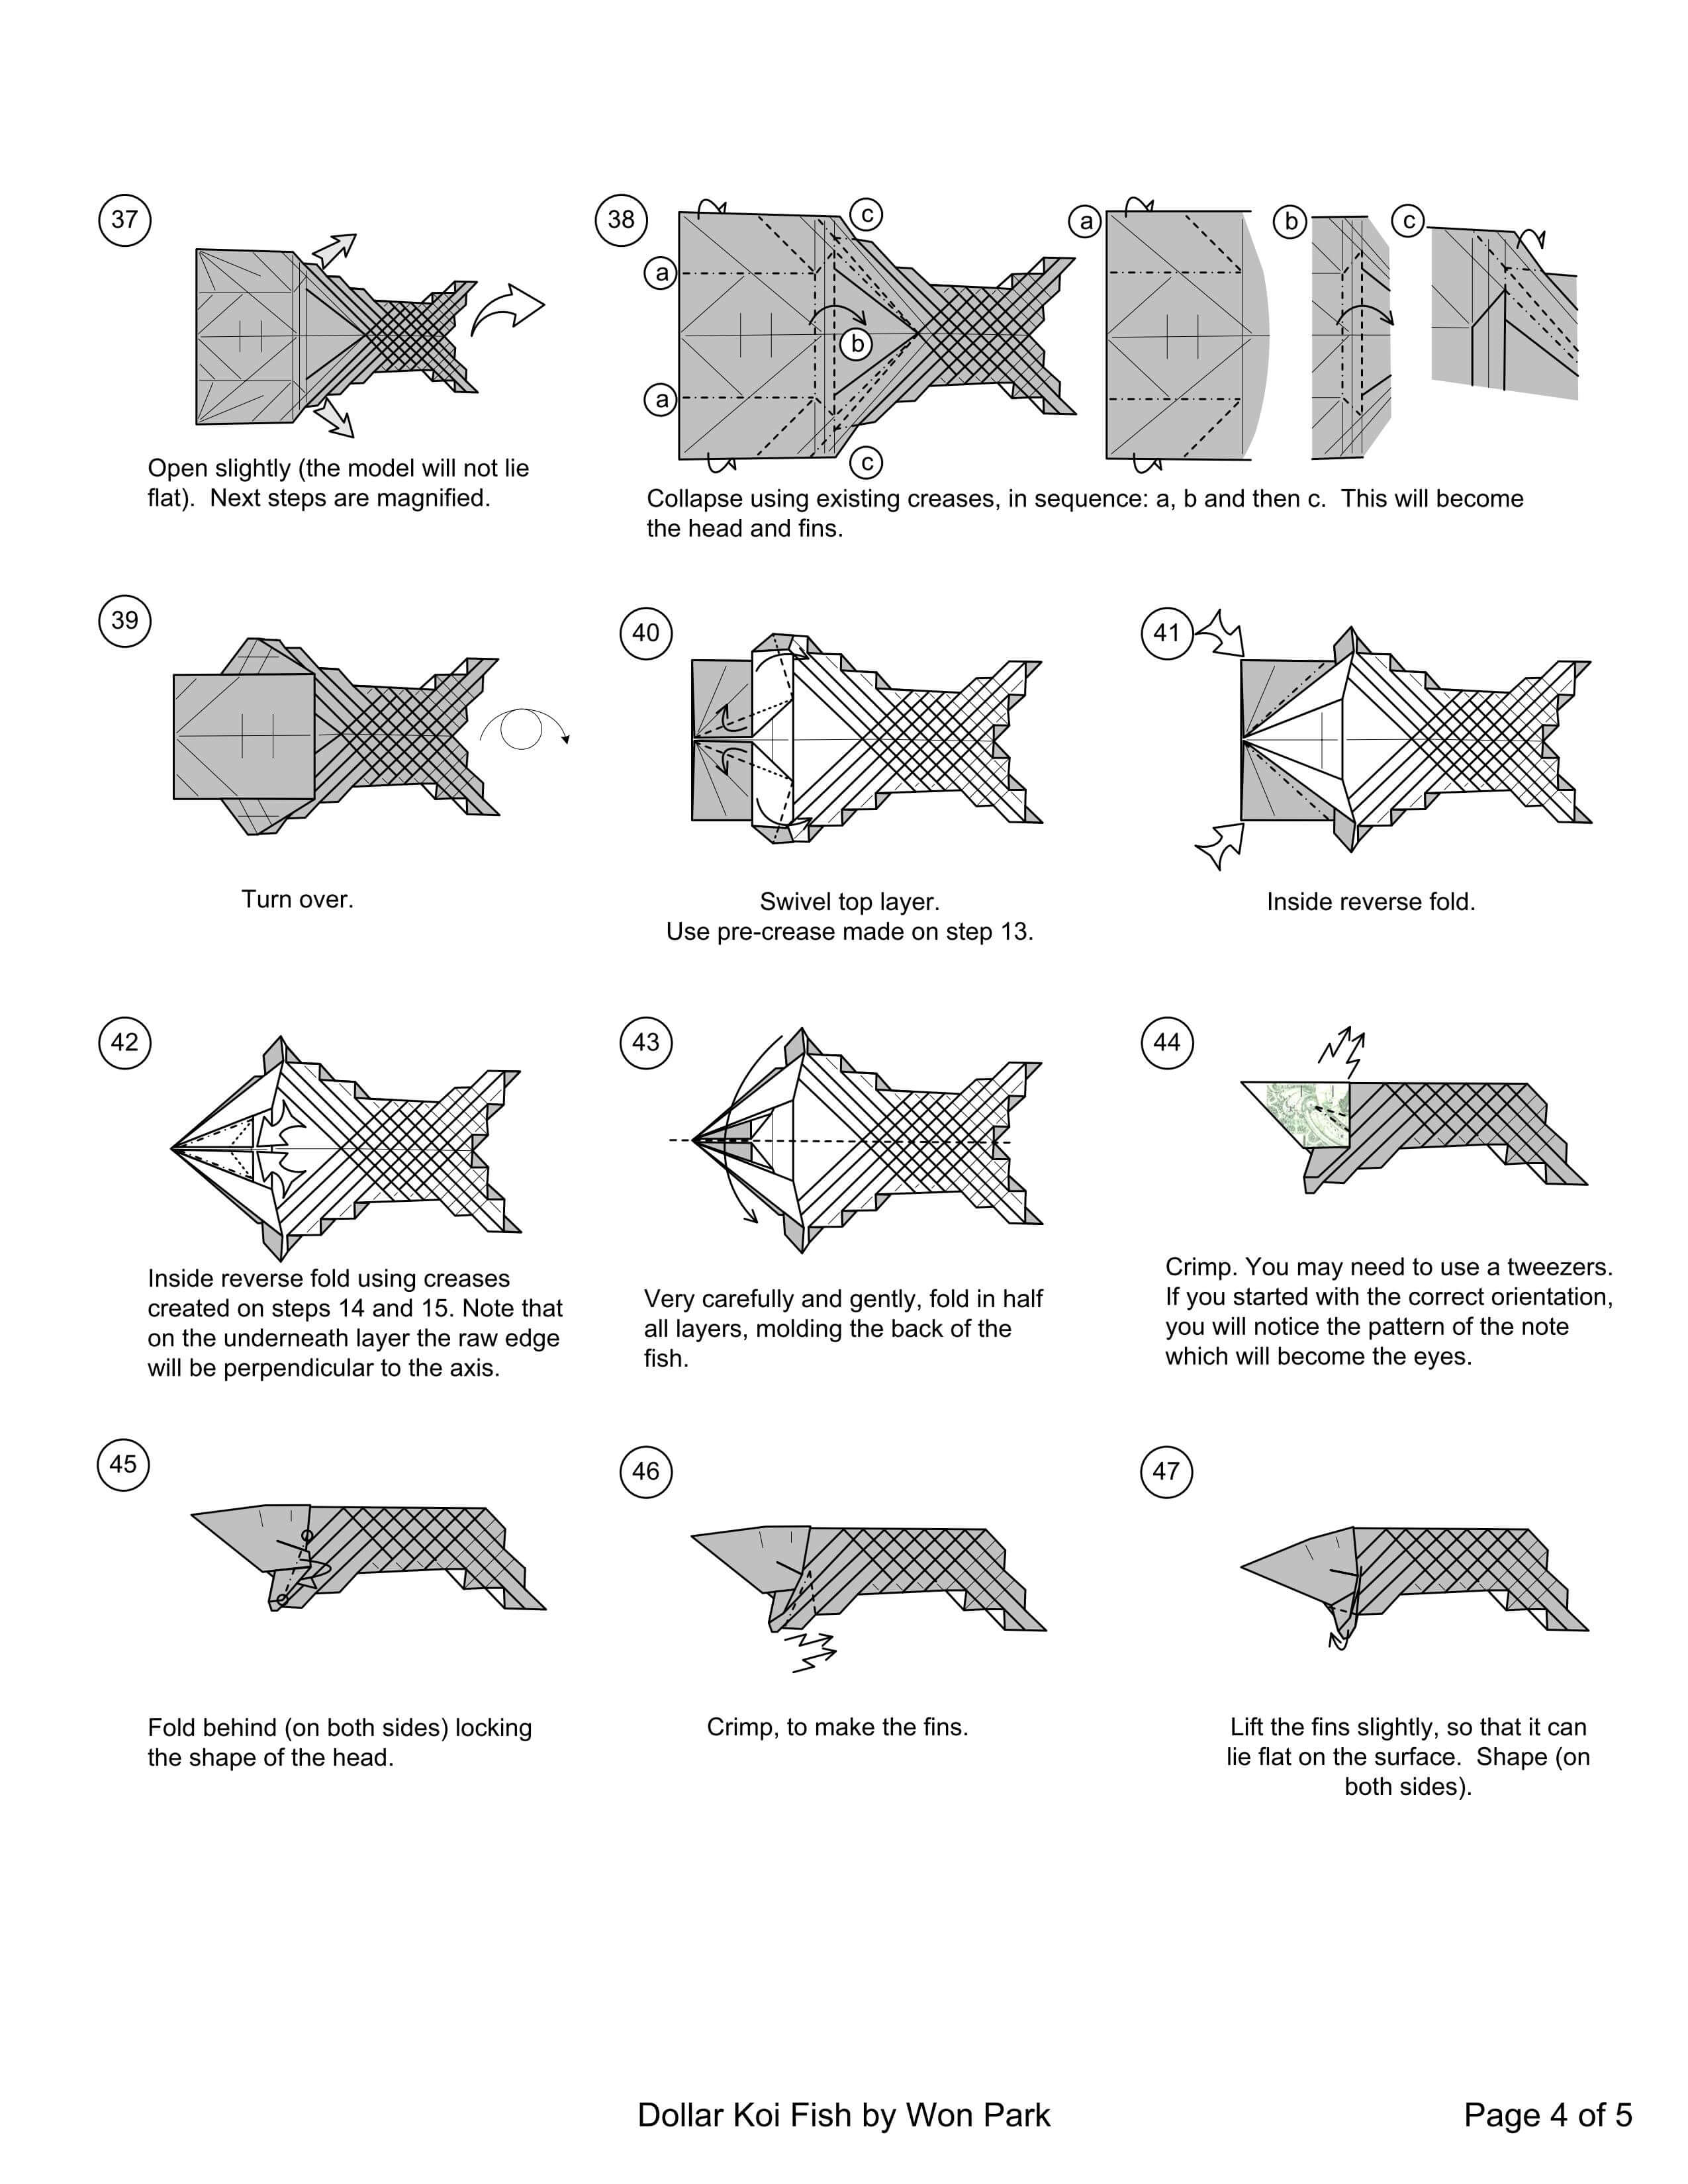 37
Open slightly (the model will not lie
flat).  Next steps are magnified.
38
c
a
b
a
c
a
b
c
Collapse using existing creases, in sequence: a, b and then c.  This will become
the head and fins.
39
Turn over.
40
Swivel top layer.
Use pre-crease made on step 13.
41
Inside reverse fold.
42
Inside reverse fold using creases
created on steps 14 and 15. Note that
on the underneath layer the raw edge
will be perpendicular to the axis.
43
Very carefully and gently, fold in half
all layers, molding the back of the
fish.
44
Crimp. You may need to use a tweezers.
If you started with the correct orientation,
you will notice the pattern of the note
which will become the eyes.
45
Fold behind (on both sides) locking
the shape of the head.
46
Crimp, to make the fins.
47
Lift the fins slightly, so that it can
lie flat on the surface.  Shape (on
both sides).
Dollar Koi Fish by Won Park
Page 4 of 5